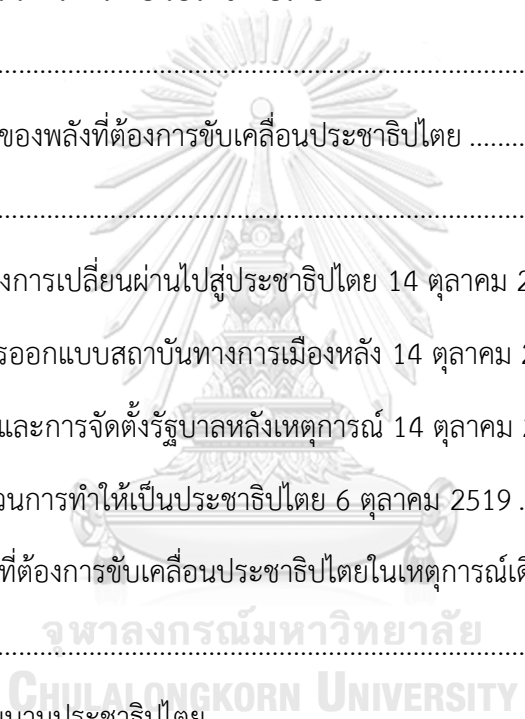 ........................................................................
ของพลังที่ต้องการขับเคลื่อนประชาธิปไตย .........
........................................................................
การเปลี่ยนผ่านไปสู่ประชาธิปไตย 14 ตุลาคม
ออกแบบสถาบันทางการเมืองหลัง 14 ตุลาคม
และการจัดตั้งรัฐบาลหลังเหตุการณ์ 14 ตุลาคม
การทำให้เป็นประชาธิปไตย 6 ตุลาคม 2519 .
ที่ต้องการขับเคลื่อนประชาธิปไตยในเหตุการณ์
จุฬาลงกรณ์มหาวิทยาลัย
........................................................................
CHULALONGKORN UNIVERSITY
ประชาธิปไตย